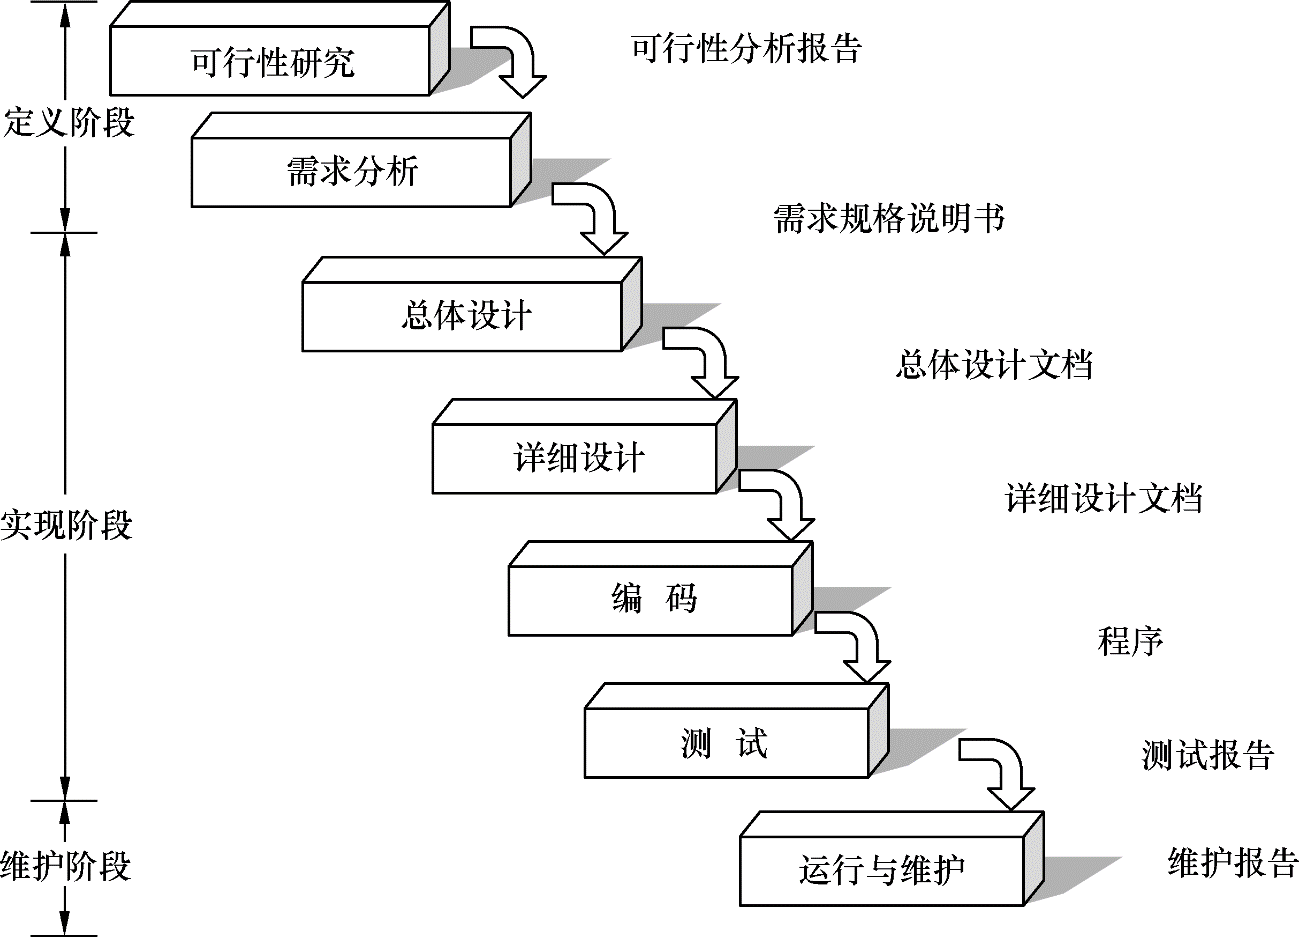 可行性研究
可行性分析报告
定义阶段
需求分析
需求规格说明书
总体设计
总体设计文档
详细设计
详细设计文档
实现阶段
编 码
程序
测 试
测试报告
维护阶段
运行与维护
维护报告